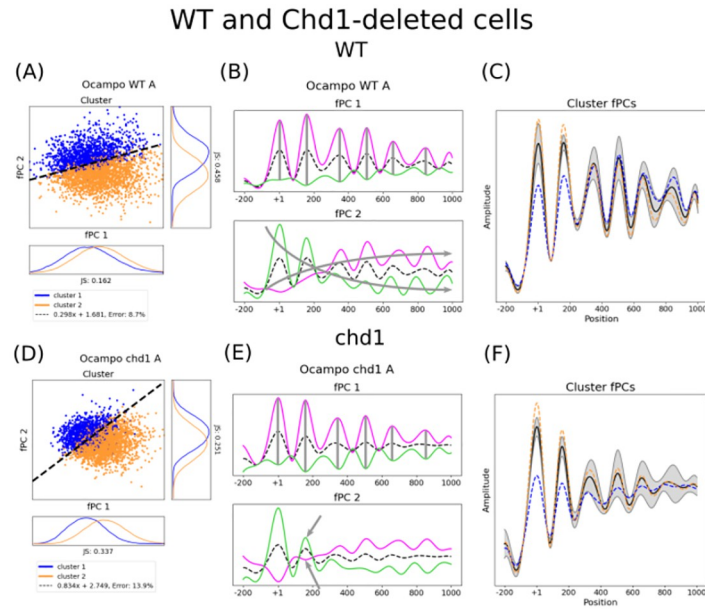 WT and Chd1-deleted cells
WT
(A)
Ocampo WT A
Cluster
fPC 2
JS: 0.458
fPC 1
JS: 0.162
cluster 1
cluster 2
0.298x + 1.681, Error: 8.7%
(B)
Ocampo WT A
fPC 1
-200 +1 200 400 600 800 1000
fPC 2
-200 +1 200 400 600 800 1000
(C)
Cluster fPCs
Amplitude
-200 +1 200 400 600 800 1000
Position
chd1
(D)
Ocampo chd1 A
Cluster
fPC 2
JS: 0.251
fPC 1
JS: 0.337
cluster 1
cluster 2
0.834x + 2.749, Error: 13.9%
(E)
Ocampo chd1 A
fPC 1
-200 +1 200 400 600 800 1000
fPC 2
-200 +1 200 400 600 800 1000
(F)
Cluster fPCs
Amplitude
-200 +1 200 400 600 800 1000
Position